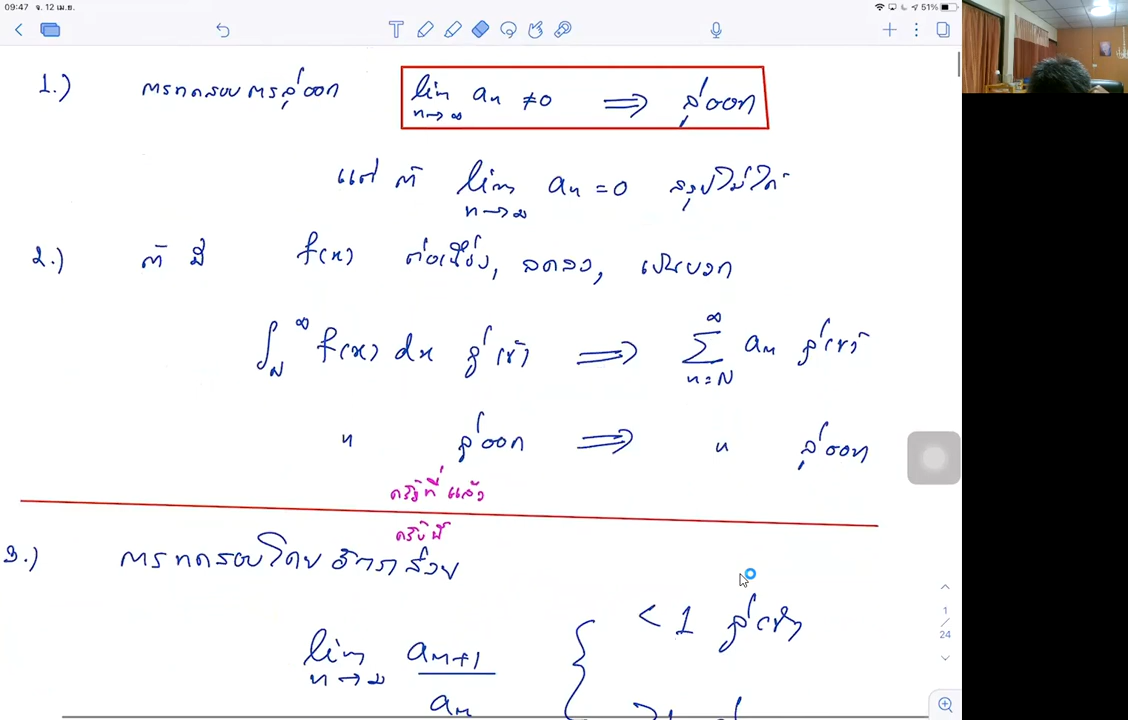 09:47 จ. 12 เม.ย. 51%
1.) การทดสอบการลู่ออก lim n→∞ an ≠ 0 ⟹ ลู่ออก
แต่ ถ้า lim n→∞ an = 0 สรุปไม่ได้
2.) ถ้า มี f(x) ต่อเนื่อง, ลดลง, เป็นบวก
∫N^∞ f(x) dx ลู่เข้า ⟹ ∑n=N^∞ an ลู่เข้า
" ลู่ออก ⟹ " ลู่ออก
ครั้งที่แล้ว
ครั้งนี้
3.) การทดสอบโดยอัตราส่วน
lim n→∞ an+1/an { < 1 ลู่เข้า
1
/
24